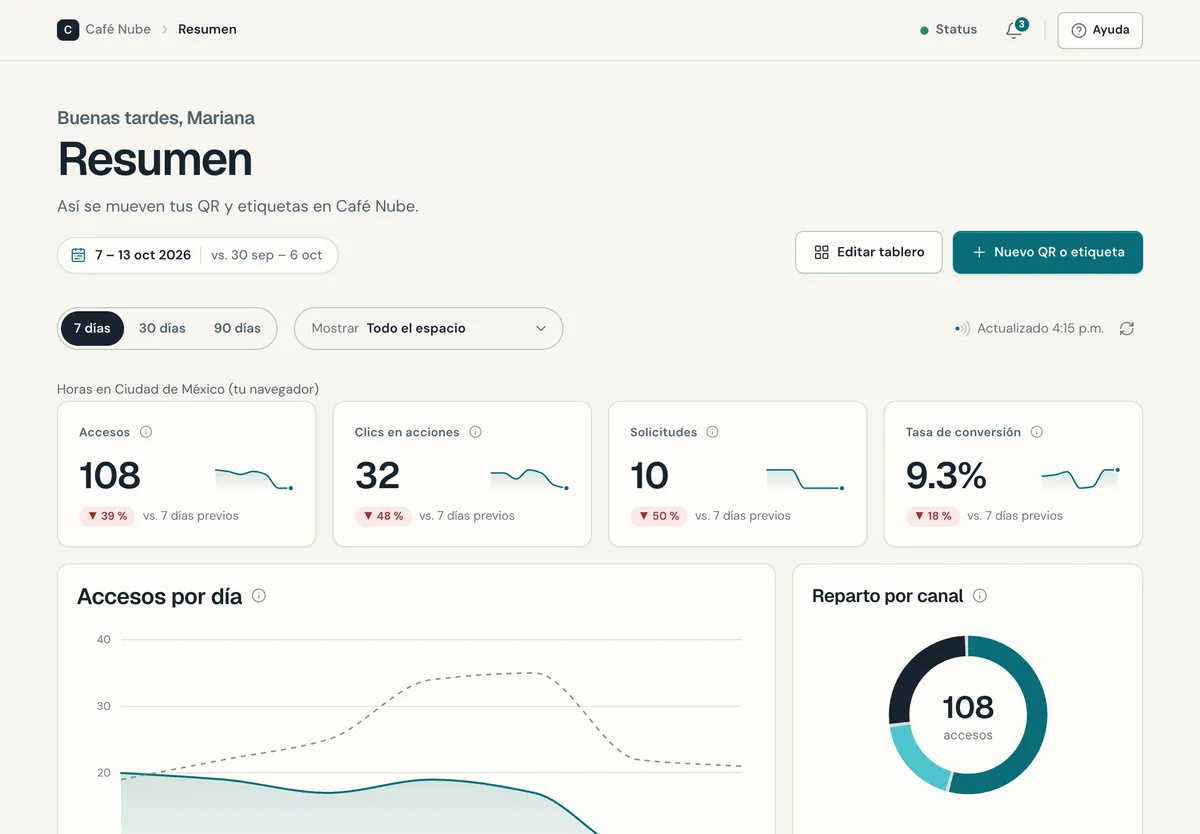 C Café Nube > Resumen
Status 3 Ayuda
Buenas tardes, Mariana
Resumen
Así se mueven tus QR y etiquetas en Café Nube.
7 – 13 oct 2026 vs. 30 sep – 6 oct
Editar tablero
+ Nuevo QR o etiqueta
7 días 30 días 90 días
Mostrar Todo el espacio
Actualizado 4:15 p.m.
Horas en Ciudad de México (tu navegador)
Accesos
108
▼ 39 % vs. 7 días previos
Clics en acciones
32
▼ 48 % vs. 7 días previos
Solicitudes
10
▼ 50 % vs. 7 días previos
Tasa de conversión
9.3%
▼ 18 % vs. 7 días previos
Accesos por día
40
30
20
Reparto por canal
108
accesos